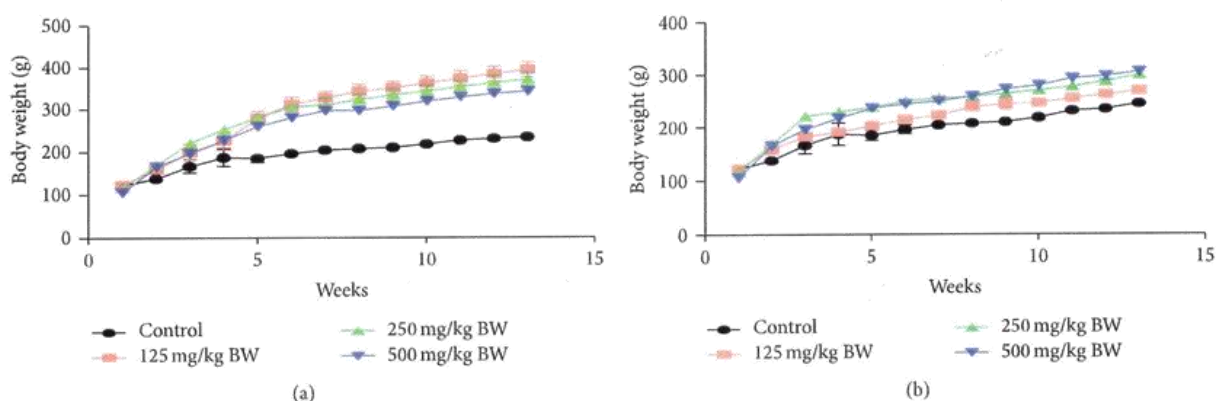 500
400
300
200
100
0
Body weight (g)
0
5
10
15
Weeks
Control
125 mg/kg BW
250 mg/kg BW
500 mg/kg BW
(a)
400
300
200
100
0
Body weight (g)
0
5
10
15
Weeks
Control
125 mg/kg BW
250 mg/kg BW
500 mg/kg BW
(b)